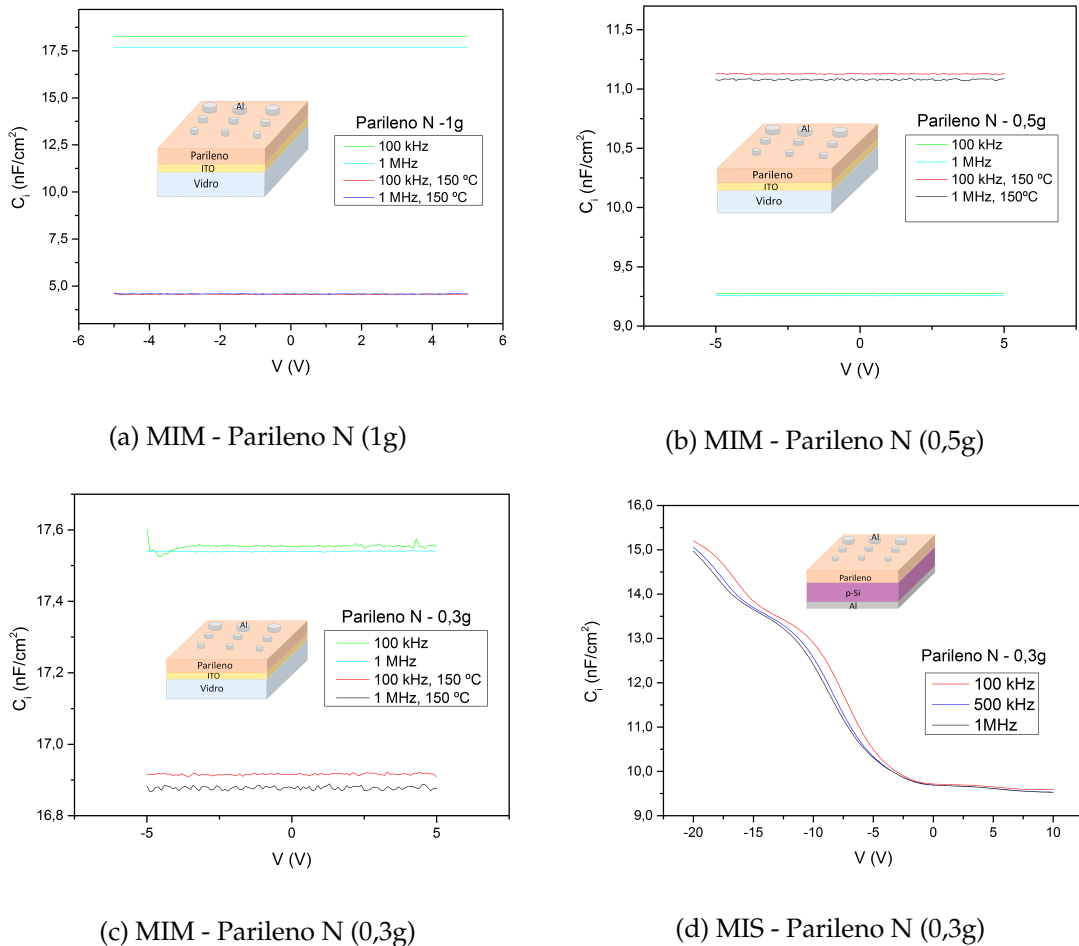 17,5
15,0
12,5
10,0
7,5
5,0
C_i (nF/cm²)
-6
-4
-2
0
2
4
6
V (V)
Al
Parileno
ITO
Vidro
Parileno N -1g
100 kHz
1 MHz
100 kHz, 150 ºC
1 MHz, 150 ºC
(a) MIM - Parileno N (1g)
11,5
11,0
10,5
10,0
9,5
9,0
C_i (nF/cm²)
-5
0
5
V (V)
Al
Parileno
ITO
Vidro
Parileno N - 0,5g
100 kHz
1 MHz
100 kHz, 150 ºC
1 MHz, 150ºC
(b) MIM - Parileno N (0,5g)
17,6
17,4
17,2
17,0
16,8
C_i (nF/cm²)
-5
0
5
V (V)
Al
Parileno
ITO
Vidro
Parileno N - 0,3g
100 kHz
1 MHz
100 kHz, 150 ºC
1 MHz, 150 ºC
(c) MIM - Parileno N (0,3g)
16,0
15,0
14,0
13,0
12,0
11,0
10,0
9,0
C_i (nF/cm²)
-20
-15
-10
-5
0
5
10
V (V)
Al
Parileno
p-Si
Al
Parileno N - 0,3g
100 kHz
500 kHz
1MHz
(d) MIS - Parileno N (0,3g)